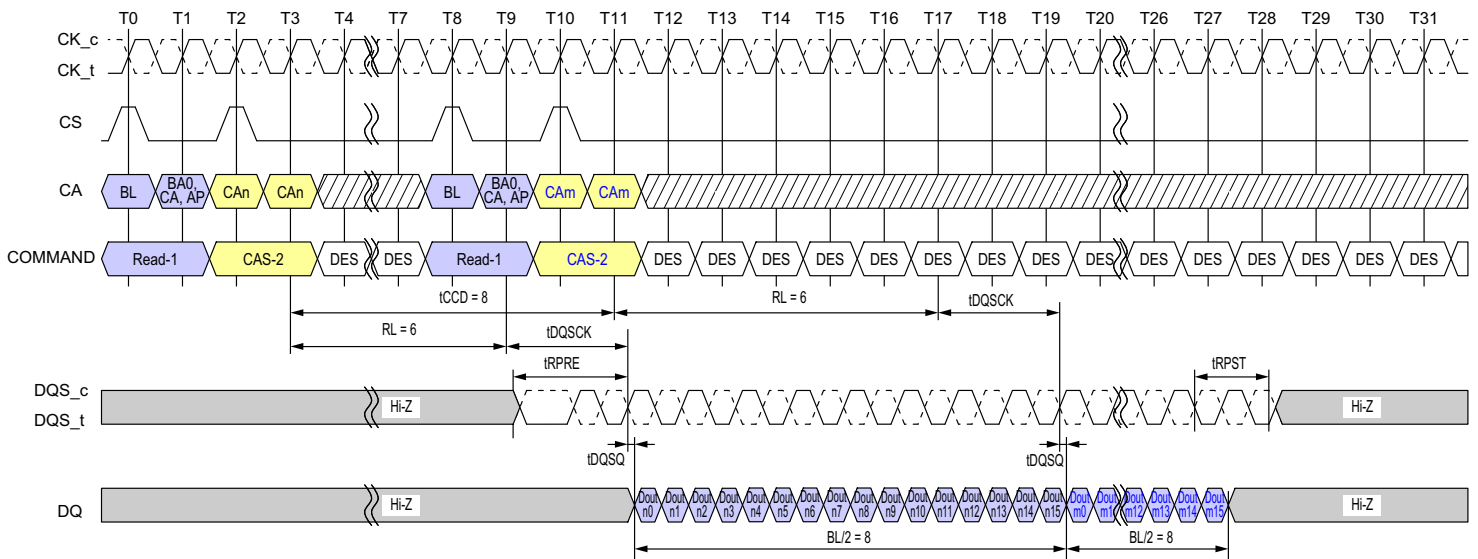 T0 T1 T2 T3 T4 T7 T8 T9 T10 T11 T12 T13 T14 T15 T16 T17 T18 T19 T20 T26 T27 T28 T29 T30 T31
CK_c
CK_t
CS
CA BL BA0, CA, AP CAn CAn BL BA0, CA, AP CAm CAm
COMMAND Read-1 CAS-2 DES DES Read-1 CAS-2 DES DES DES DES DES DES DES DES DES DES DES DES DES DES DES
tCCD = 8 RL = 6 tDQSCK
RL = 6 tDQSCK
tRPRE tRPST
DQS_c
DQS_t
Hi-Z Hi-Z
tDQSQ tDQSQ
DQ Hi-Z Dout n0 Dout n1 Dout n2 Dout n3 Dout n4 Dout n5 Dout n6 Dout n7 Dout n8 Dout n9 Dout n10 Dout n11 Dout n12 Dout n13 Dout n14 Dout n15 Dout m0 Dout m1 Dout m12 Dout m13 Dout m14 Dout m15 Hi-Z
BL/2 = 8 BL/2 = 8